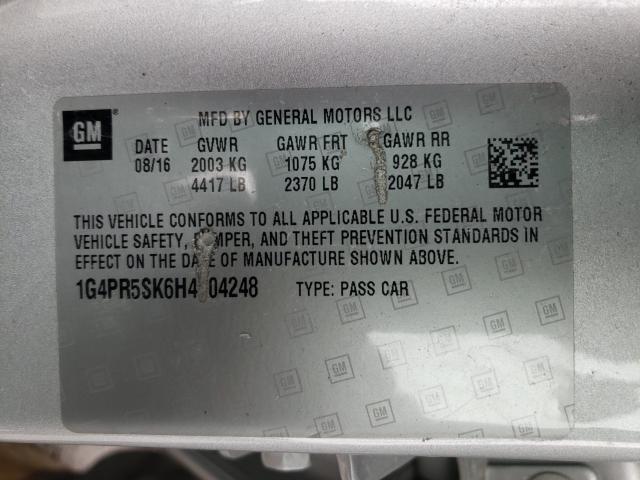 GM
MFD BY GENERAL MOTORS LLC
DATE GVWR GAWR FRT GAWR RR
08/16 2003 KG 1075 KG 928 KG
4417 LB 2370 LB 2047 LB
THIS VEHICLE CONFORMS TO ALL APPLICABLE U.S. FEDERAL MOTOR
VEHICLE SAFETY, BUMPER, AND THEFT PREVENTION STANDARDS IN
EFFECT ON THE DATE OF MANUFACTURE SHOWN ABOVE.
TYPE: PASS CAR